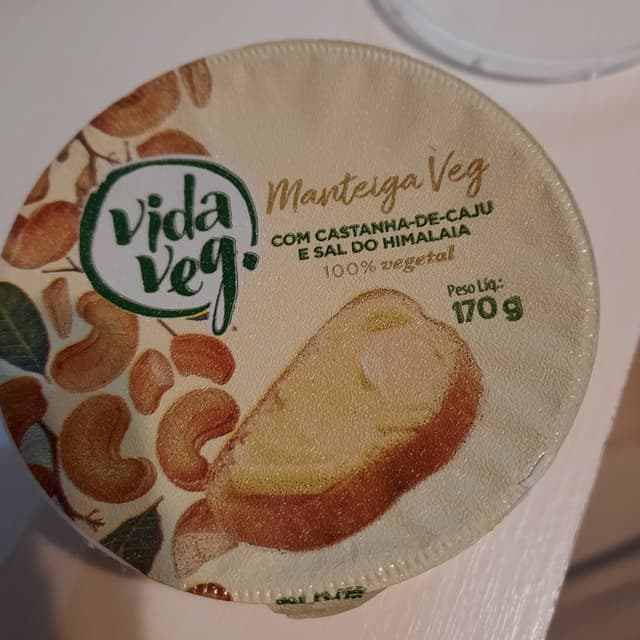 vida
veg.
Manteiga Veg
COM CASTANHA-DE-CAJU
E SAL DO HIMALAIA
100% vegetal
Peso Líq.:
170 g